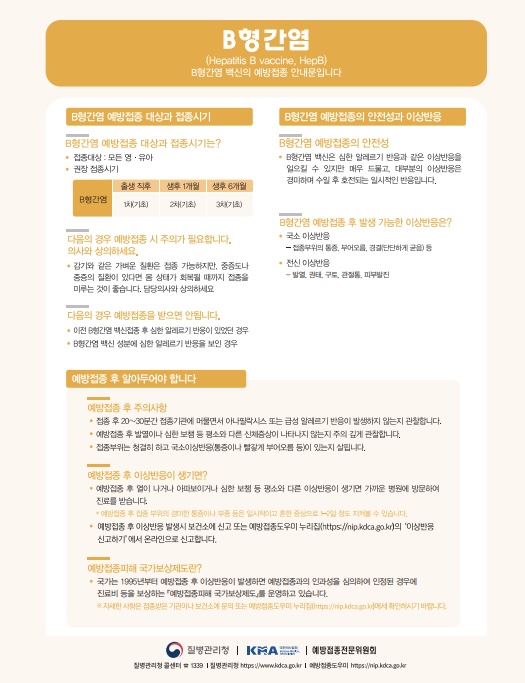 B형간염
(Hepatitis B vaccine, HepB)
B형간염 백신의 예방접종 안내문입니다
B형간염 예방접종 대상과 접종시기
B형간염 예방접종 대상과 접종시기는?
• 접종대상 : 모든 영·유아
• 권장 접종시기
출생 직후 생후 1개월 생후 6개월
B형간염 1차(기초) 2차(기초) 3차(기초)
다음의 경우 예방접종 시 주의가 필요합니다.
의사와 상의하세요.
• 감기와 같은 가벼운 질환은 접종 가능하지만, 중증도나
중증의 질환이 있다면 몸 상태가 회복될 때까지 접종을
미루는 것이 좋습니다. 담당의사와 상의하세요
다음의 경우 예방접종을 받으면 안됩니다.
• 이전 B형간염 백신접종 후 심한 알레르기 반응이 있었던 경우
• B형간염 백신 성분에 심한 알레르기 반응을 보인 경우
B형간염 예방접종의 안전성과 이상반응
B형간염 예방접종의 안전성
• B형간염 백신은 심한 알레르기 반응과 같은 이상반응을
일으킬 수 있지만 매우 드물고, 대부분의 이상반응은
경미하며 수일 후 호전되는 일시적인 반응입니다.
B형간염 예방접종 후 발생 가능한 이상반응은?
• 국소 이상반응
– 접종부위의 통증, 부어오름, 경결(단단하게 굳음) 등
• 전신 이상반응
– 발열, 권태, 구토, 관절통, 피부발진
예방접종 후 알아두어야 합니다
예방접종 후 주의사항
• 접종 후 20~30분간 접종기관에 머물면서 아나필락시스 또는 급성 알레르기 반응이 발생하지 않는지 관찰합니다.
• 예방접종 후 발열이나 심한 보챔 등 평소와 다른 신체증상이 나타나지 않는지 주의 깊게 관찰합니다.
• 접종부위는 청결히 하고 국소이상반응(통증이나 빨갛게 부어오름 등)이 있는지 살핍니다.
예방접종 후 이상반응이 생기면?
• 예방접종 후 열이 나거나 아파보이거나 심한 보챔 등 평소와 다른 이상반응이 생기면 가까운 병원에 방문하여
진료를 받습니다.
* 예방접종 후 접종 부위의 경미한 통증이나 부종 등은 일시적이고 흔한 증상으로 1~2일 정도 지켜볼 수 있습니다.
• 예방접종 후 이상반응 발생시 보건소에 신고 또는 예방접종도우미 누리집(https://nip.kdca.go.kr)의 '이상반응
신고하기'에서 온라인으로 신고합니다.
예방접종피해 국가보상제도란?
• 국가는 1995년부터 예방접종 후 이상반응이 발생하면 예방접종과의 인과성을 심의하여 인정된 경우에
진료비 등을 보상하는 「예방접종피해 국가보상제도」를 운영하고 있습니다.
※ 자세한 사항은 접종받은 기관이나 보건소에 문의 또는 예방접종도우미 누리집(https://nip.kdca.go.kr)에서 확인하시기 바랍니다.
질병관리청 | KMA | 예방접종전문위원회
질병관리청 콜센터 ☎ 1339 | 질병관리청 https://www.kdca.go.kr | 예방접종도우미 https://nip.kdca.go.kr